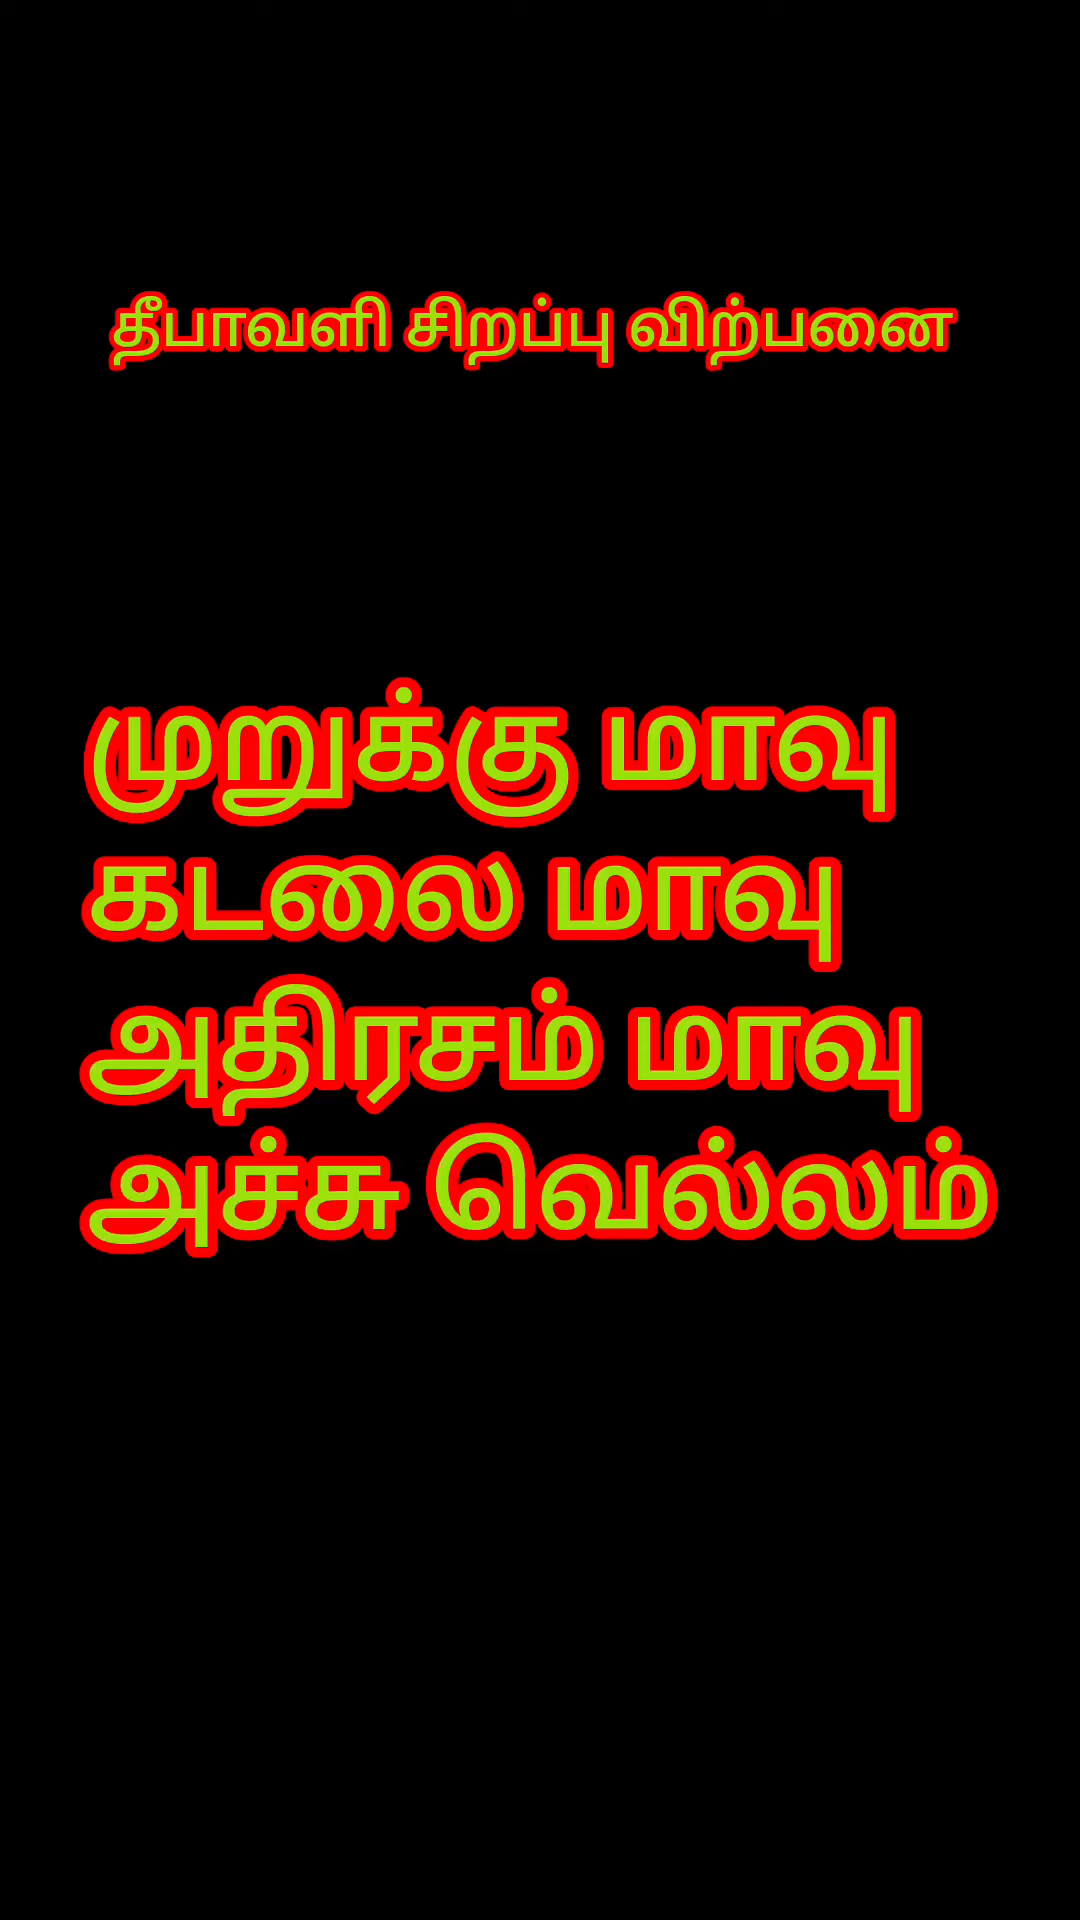 தீபாவளி சிறப்பு விற்பனை
முறுக்கு மாவு
கடலை மாவு
அதிரசம் மாவு
அச்சு வெல்லம்